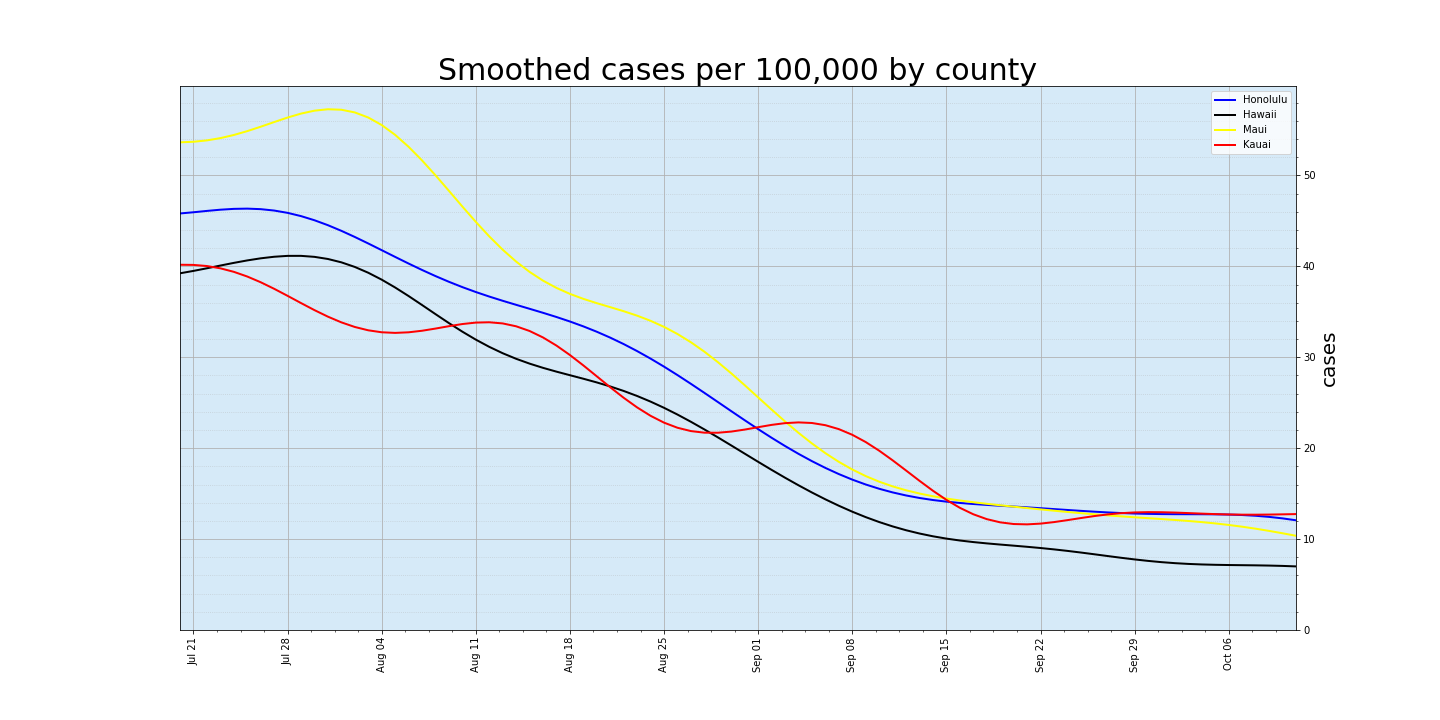 Smoothed cases per 100,000 by county
Honolulu
Hawaii
Maui
Kauai
50
40
30
20
10
0
cases
Jul 21
Jul 28
Aug 04
Aug 11
Aug 18
Aug 25
Sep 01
Sep 08
Sep 15
Sep 22
Sep 29
Oct 06